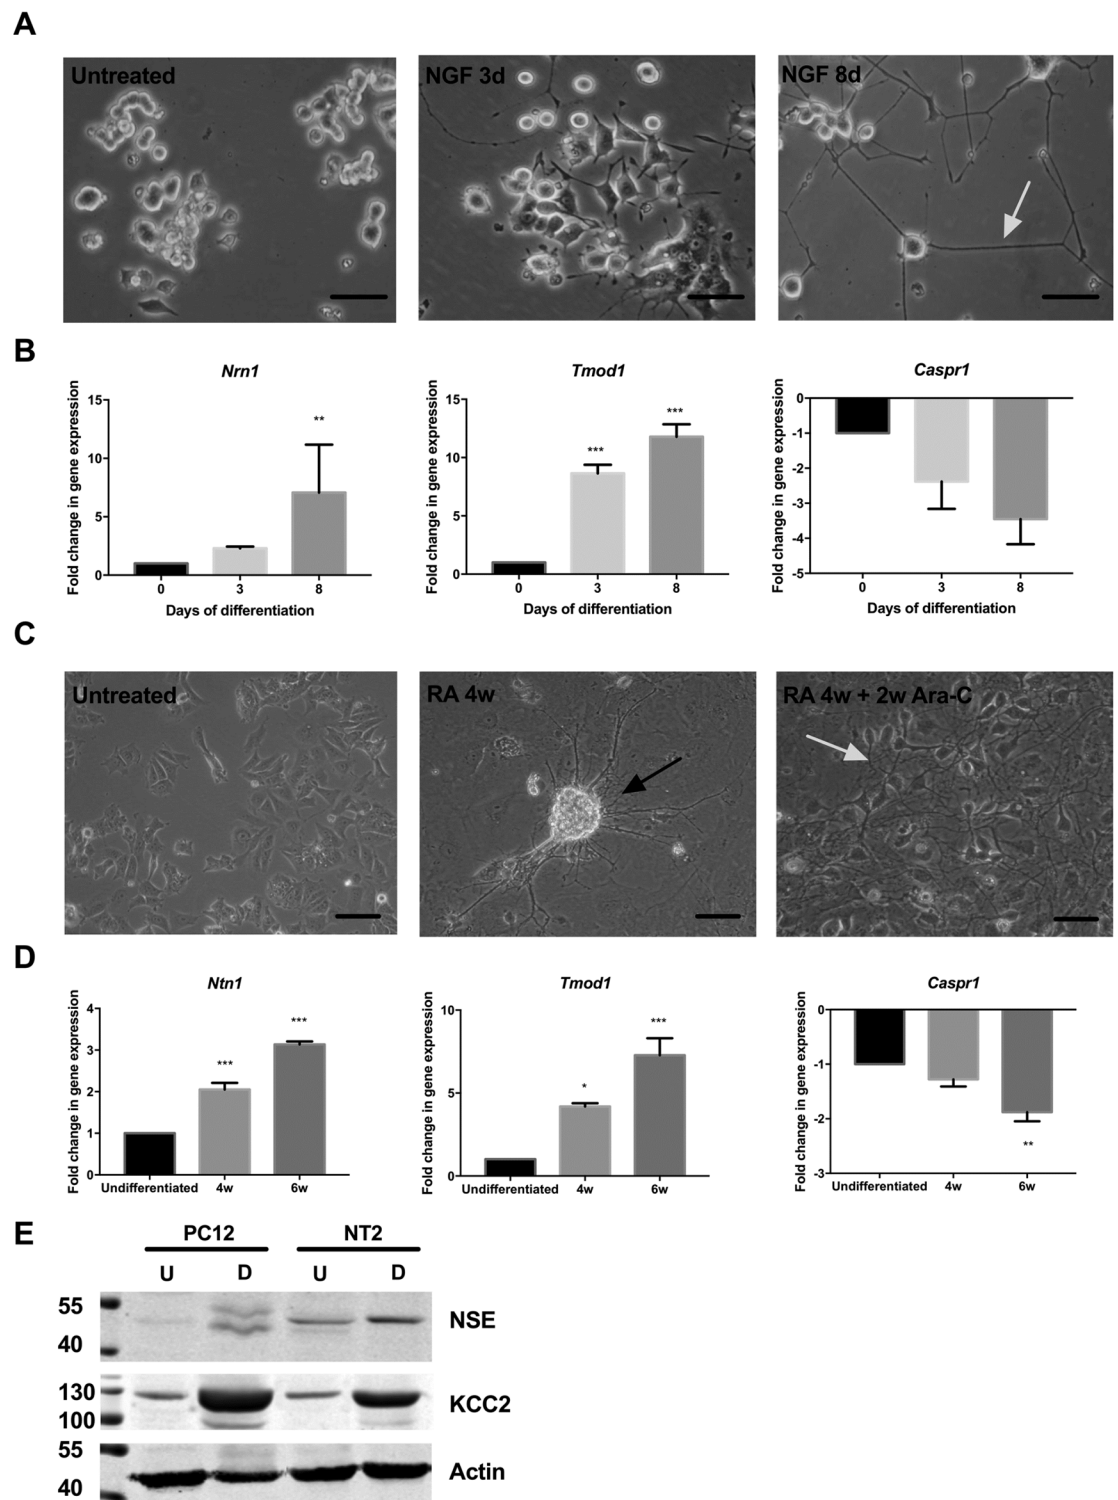 A
Untreated
NGF 3d
NGF 8d
B
Nrn1
Fold change in gene expression
15
10
5
0
**
0 3 8
Days of differentiation
Tmod1
Fold change in gene expression
15
10
5
0
***
***
0 3 8
Days of differentiation
Caspr1
Fold change in gene expression
0
-1
-2
-3
-4
-5
0 3 8
Days of differentiation
C
Untreated
RA 4w
RA 4w + 2w Ara-C
D
Ntn1
Fold change in gene expression
4
3
2
1
0
***
***
Undifferentiated 4w 6w
Tmod1
Fold change in gene expression
10
5
0
*
***
Undifferentiated 4w 6w
Caspr1
Fold change in gene expression
0
-1
-2
-3
**
Undifferentiated 4w 6w
E
PC12 NT2
U D U D
55
40
NSE
130
100
KCC2
55
40
Actin